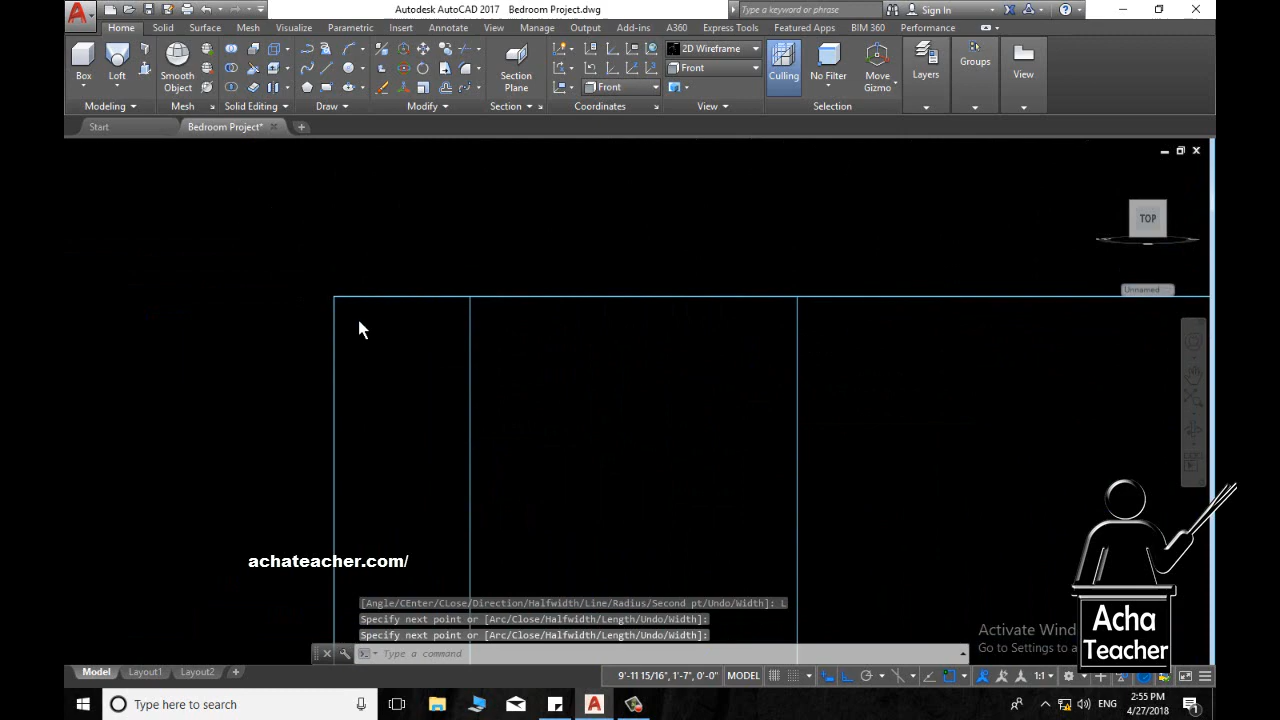 Autodesk AutoCAD 2017 Bedroom Project.dwg
Type a keyword or phrase
Sign In
Home Solid Surface Mesh Visualize Parametric Insert Annotate View Manage Output Add-ins A360 Express Tools Featured Apps BIM 360 Performance
2D Wireframe
Front
Front
Box
Loft
Smooth Object
Section Plane
Culling
No Filter
Move Gizmo
Layers
Groups
View
Modeling Mesh Solid Editing Draw Modify Section Coordinates View Selection
Start
Bedroom Project*
TOP
Unnamed
achateacher.com/
[Angle/CEnter/CLose/Direction/Halfwidth/Line/Radius/Second pt/Undo/Width]: L
Specify next point or [Arc/Close/Halfwidth/Length/Undo/Width]:
Specify next point or [Arc/Close/Halfwidth/Length/Undo/Width]:
Type a command
Activate Wind
Go to Settings to a
Acha
Teacher
Model Layout1 Layout2
9'-11 15/16", 1'-7", 0'-0" MODEL
1:1
Type here to search
ENG
2:55 PM
4/27/2018